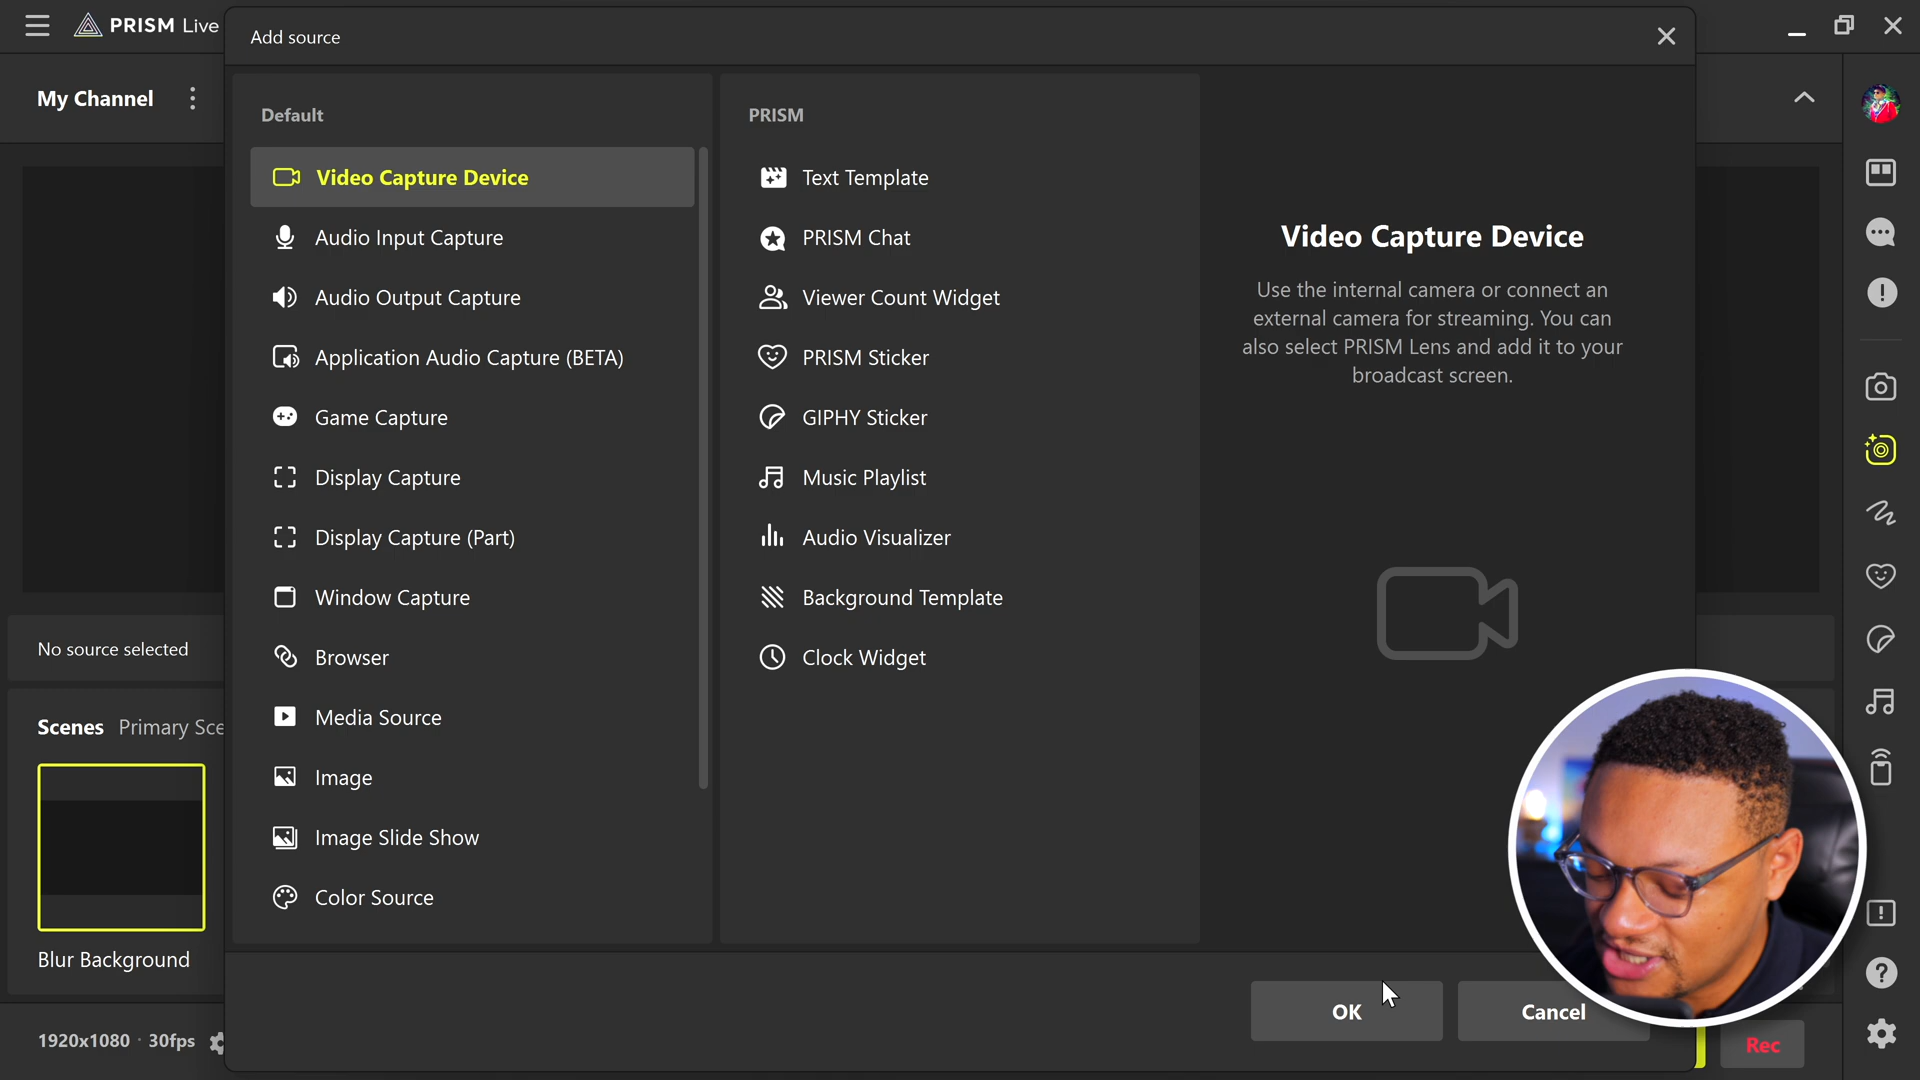 PRISM Live
Add source
My Channel
Default
PRISM
Video Capture Device
Audio Input Capture
Audio Output Capture
Application Audio Capture (BETA)
Game Capture
Display Capture
Display Capture (Part)
Window Capture
Browser
Media Source
Image
Image Slide Show
Color Source
Text Template
PRISM Chat
Viewer Count Widget
PRISM Sticker
GIPHY Sticker
Music Playlist
Audio Visualizer
Background Template
Clock Widget
Video Capture Device
Use the internal camera or connect an
external camera for streaming. You can
also select PRISM Lens and add it to your
broadcast screen.
No source selected
Scenes Primary Sce
Blur Background
1920x1080 · 30fps
OK
Cancel
Rec